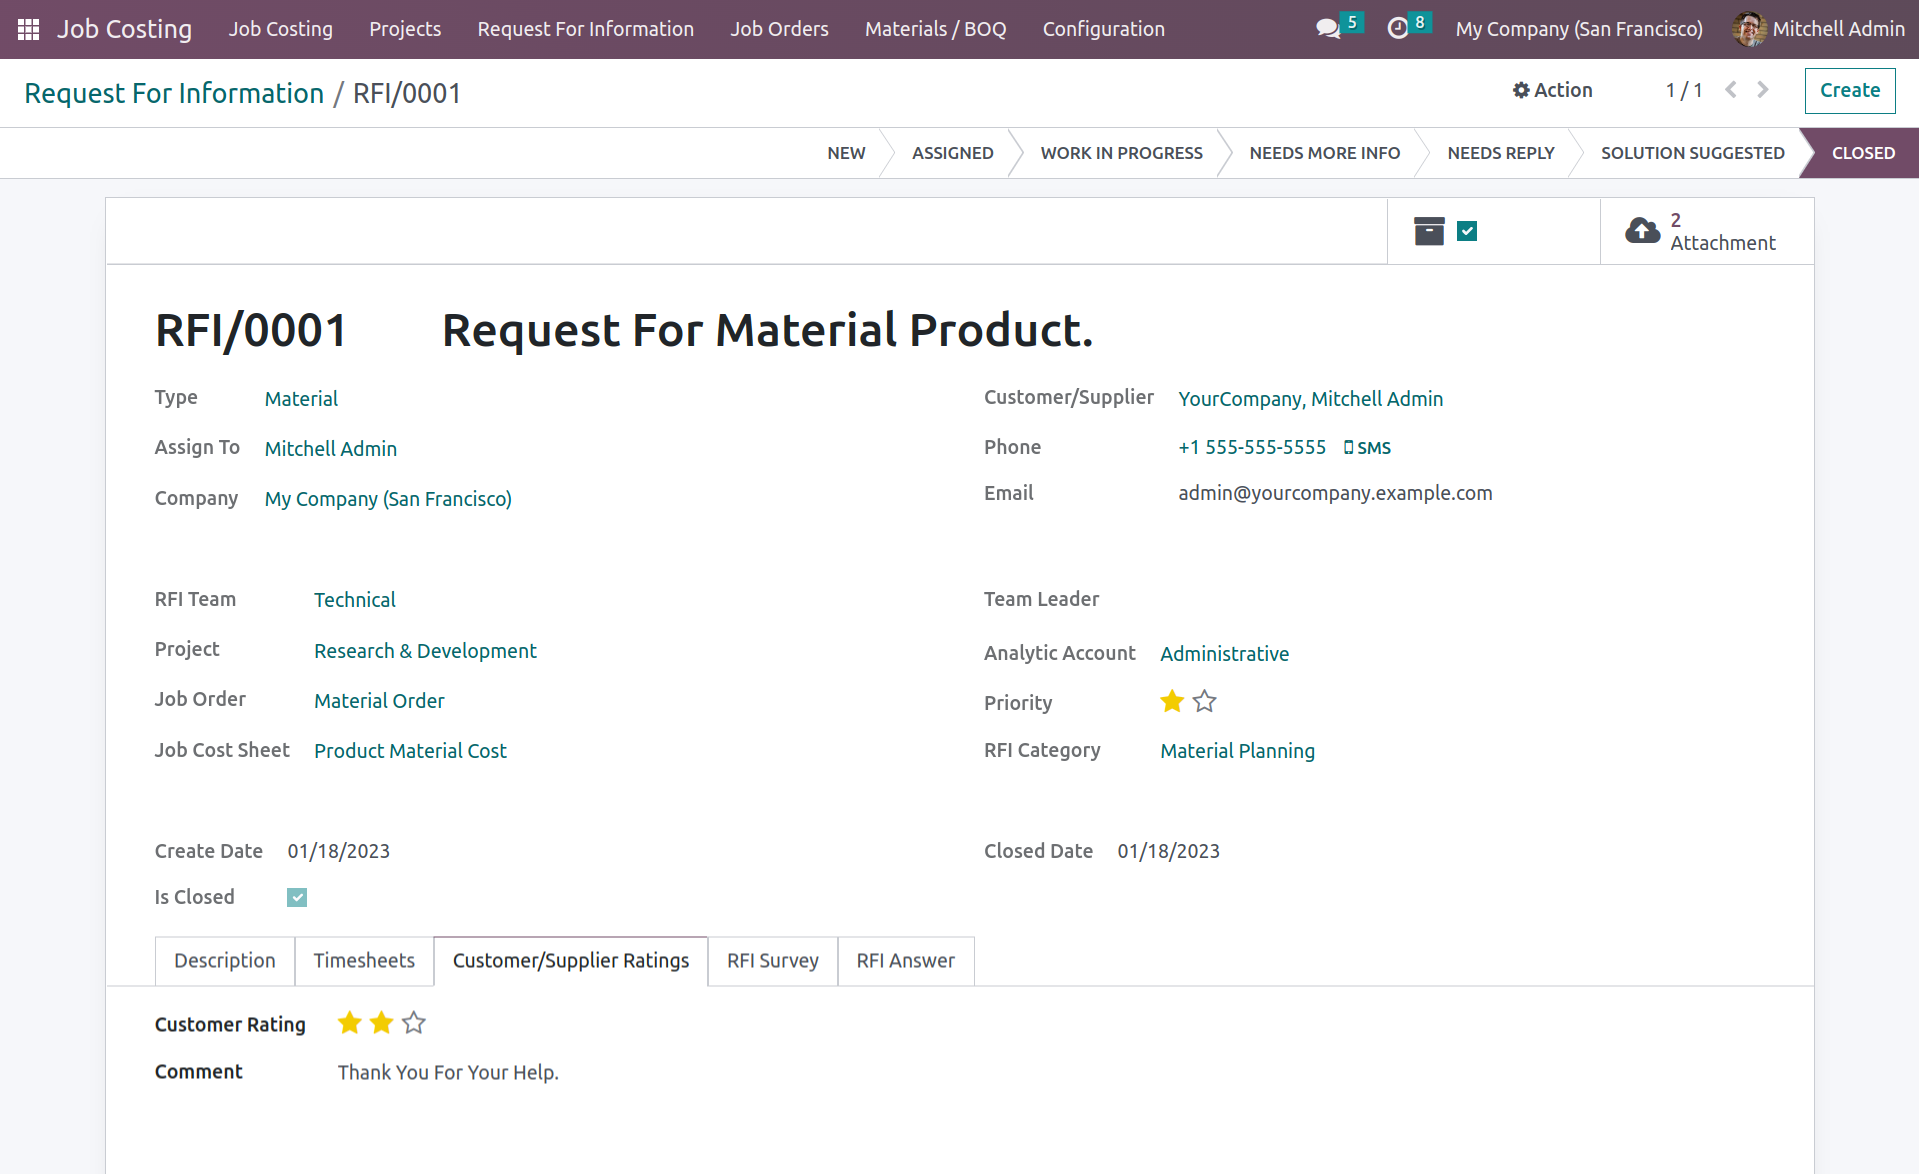 Job Costing Job Costing Projects Request For Information Job Orders Materials / BOQ Configuration 5 8 My Company (San Francisco) Mitchell Admin
Request For Information / RFI/0001 Action 1 / 1 Create
NEW ASSIGNED WORK IN PROGRESS NEEDS MORE INFO NEEDS REPLY SOLUTION SUGGESTED CLOSED
2
Attachment
RFI/0001 Request For Material Product.
Type Material Customer/Supplier YourCompany, Mitchell Admin
Assign To Mitchell Admin Phone +1 555-555-5555 SMS
Company My Company (San Francisco) Email admin@yourcompany.example.com
RFI Team Technical Team Leader
Project Research & Development Analytic Account Administrative
Job Order Material Order Priority
Job Cost Sheet Product Material Cost RFI Category Material Planning
Create Date 01/18/2023 Closed Date 01/18/2023
Is Closed
Description Timesheets Customer/Supplier Ratings RFI Survey RFI Answer
Customer Rating
Comment Thank You For Your Help.